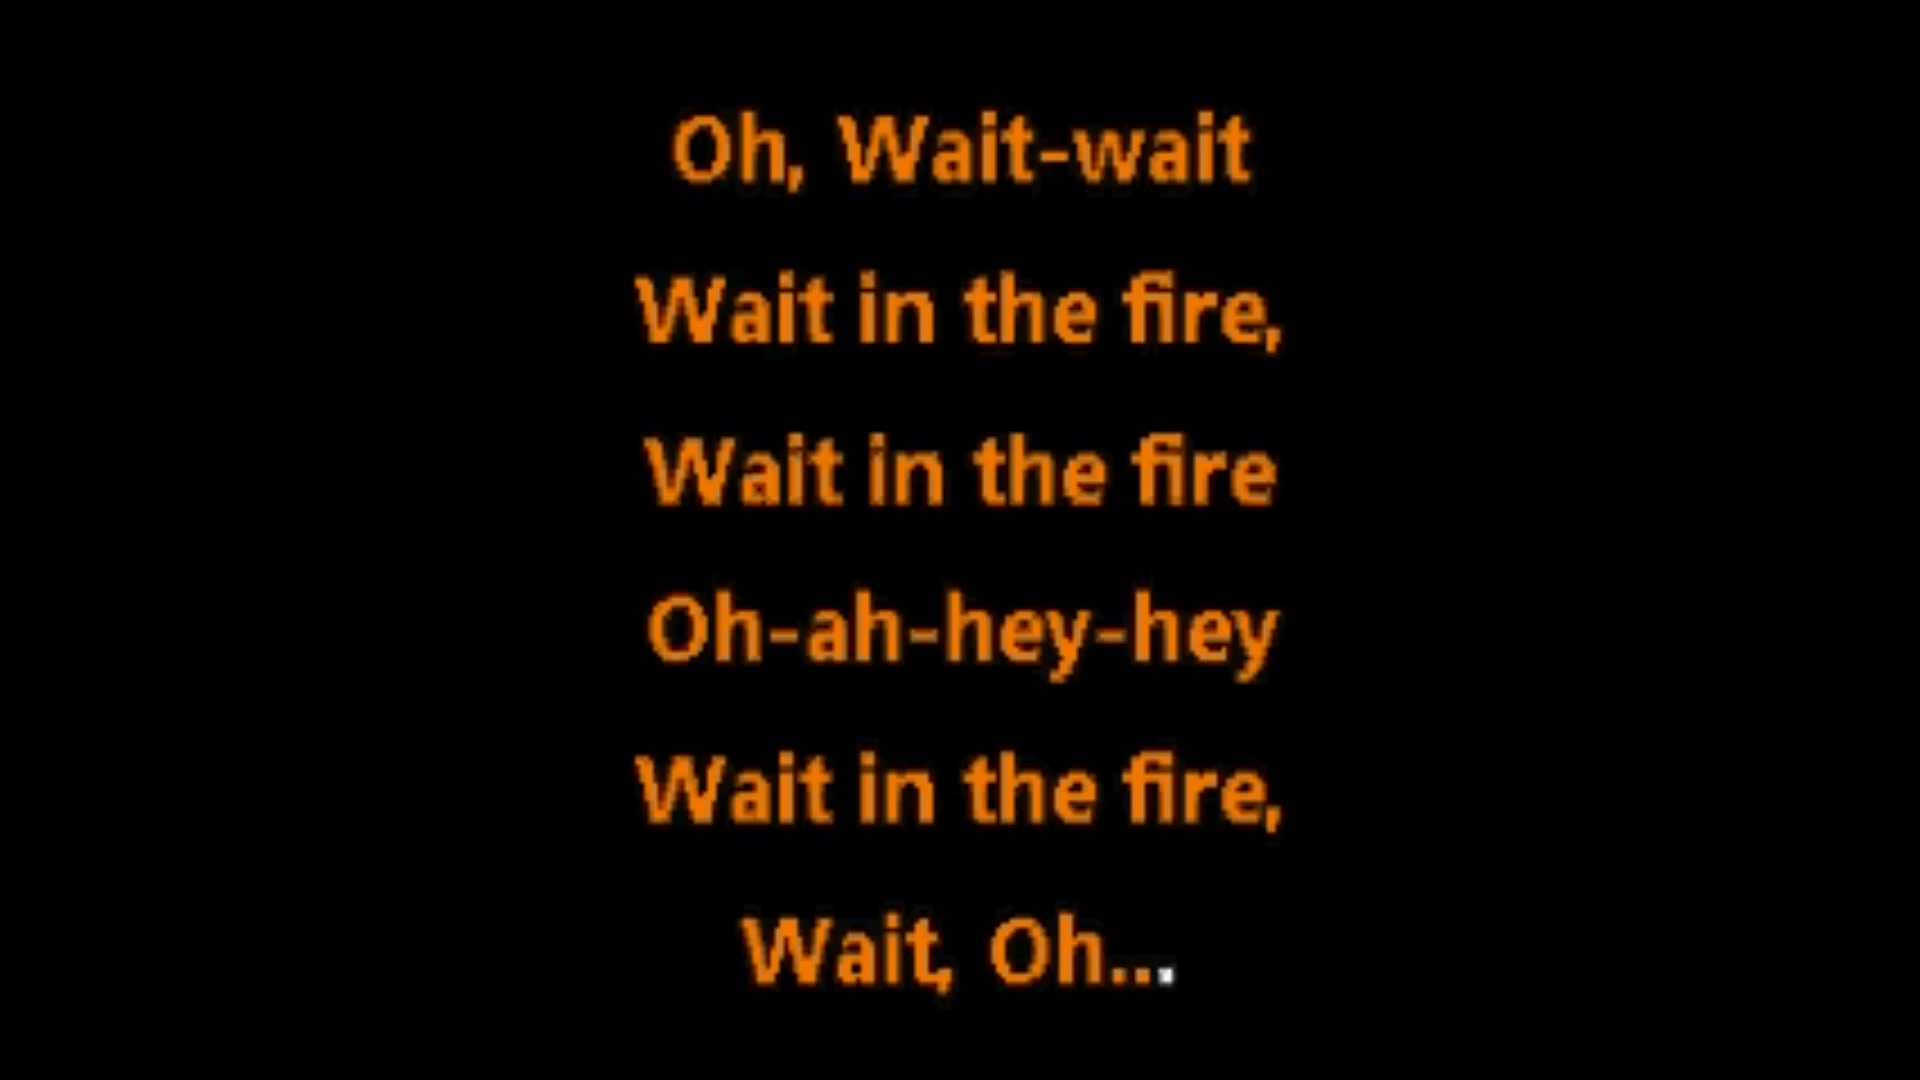 Oh, Wait-wait
Wait in the fire,
Wait in the fire
Oh-ah-hey-hey
Wait in the fire,
Wait, Oh...